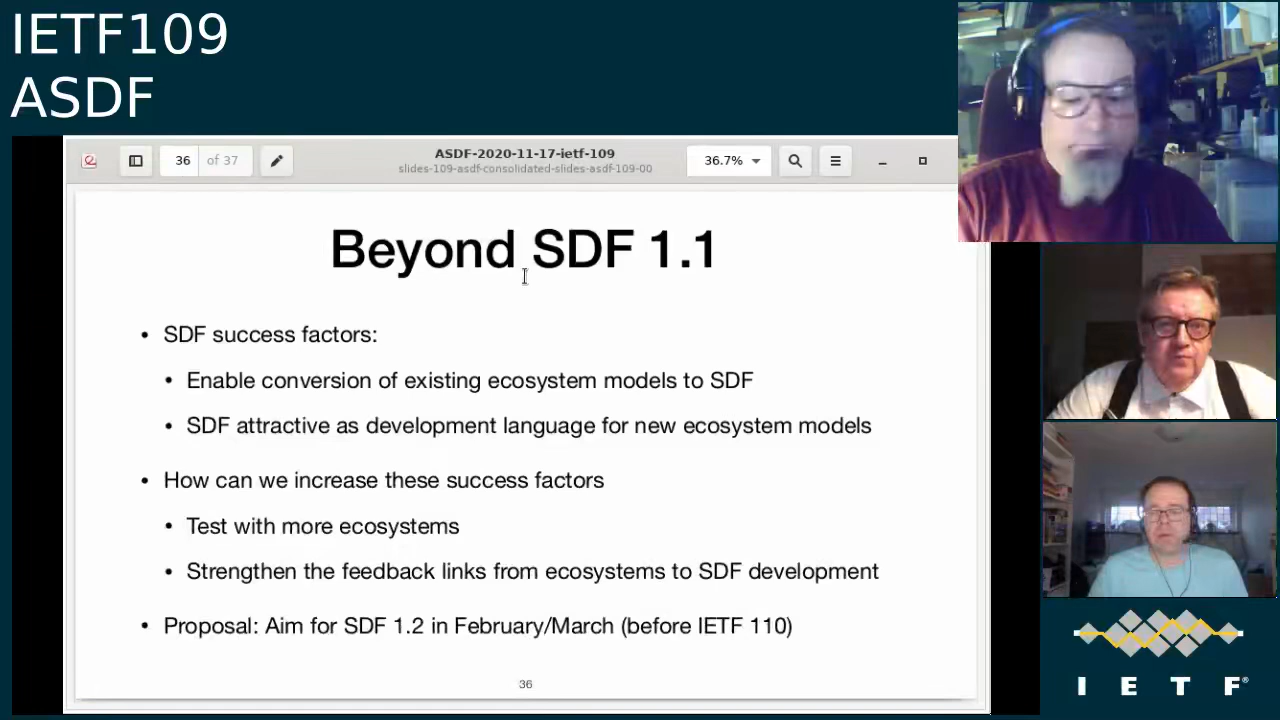 IETF109
ASDF
36 of 37
ASDF-2020-11-17-ietf-109
slides-109-asdf-consolidated-slides-asdf-109-00
36.7%
Beyond SDF 1.1
• SDF success factors:
• Enable conversion of existing ecosystem models to SDF
• SDF attractive as development language for new ecosystem models
• How can we increase these success factors
• Test with more ecosystems
• Strengthen the feedback links from ecosystems to SDF development
• Proposal: Aim for SDF 1.2 in February/March (before IETF 110)
36
I E T F®